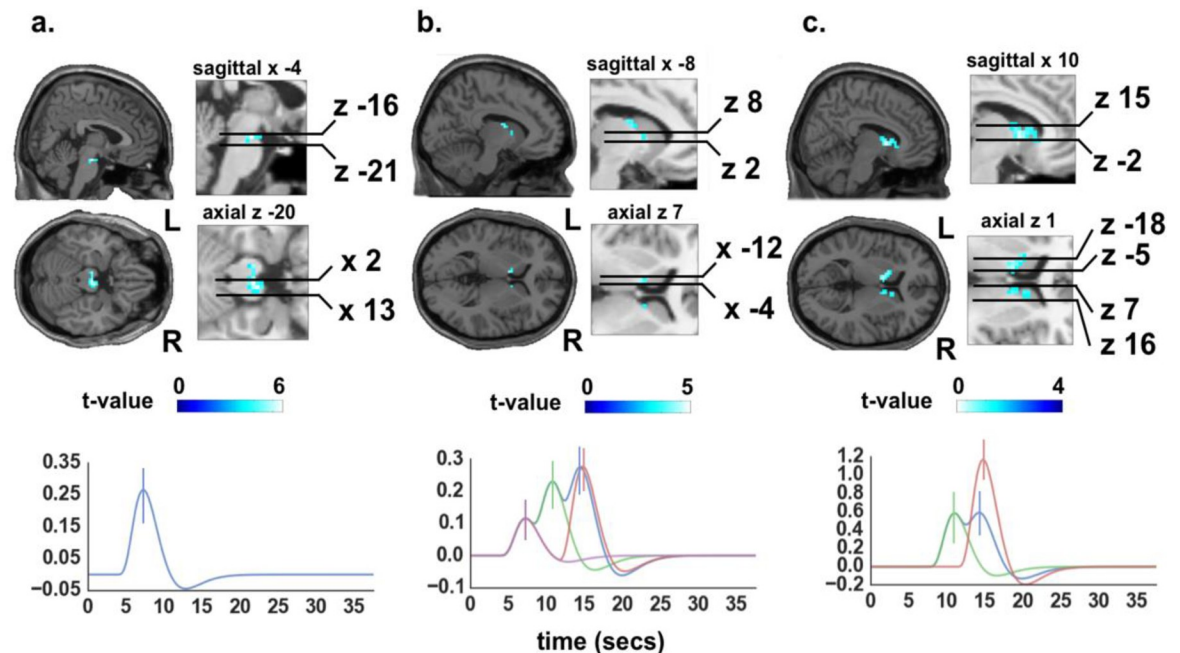 a.
sagittal x -4
z -16
z -21
L
axial z -20
x 2
x 13
R
t-value
0 6
0.35
0.25
0.15
0.05
−0.05
0 5 10 15 20 25 30 35
b.
sagittal x -8
z 8
z 2
L
axial z 7
x -12
x -4
R
t-value
0 5
0.3
0.2
0.1
0.0
−0.1
0 5 10 15 20 25 30 35
time (secs)
c.
sagittal x 10
z 15
z -2
L
axial z 1
z -18
z -5
z 7
z 16
R
t-value
0 4
1.2
1.0
0.8
0.6
0.4
0.2
0.0
−0.2
0 5 10 15 20 25 30 35